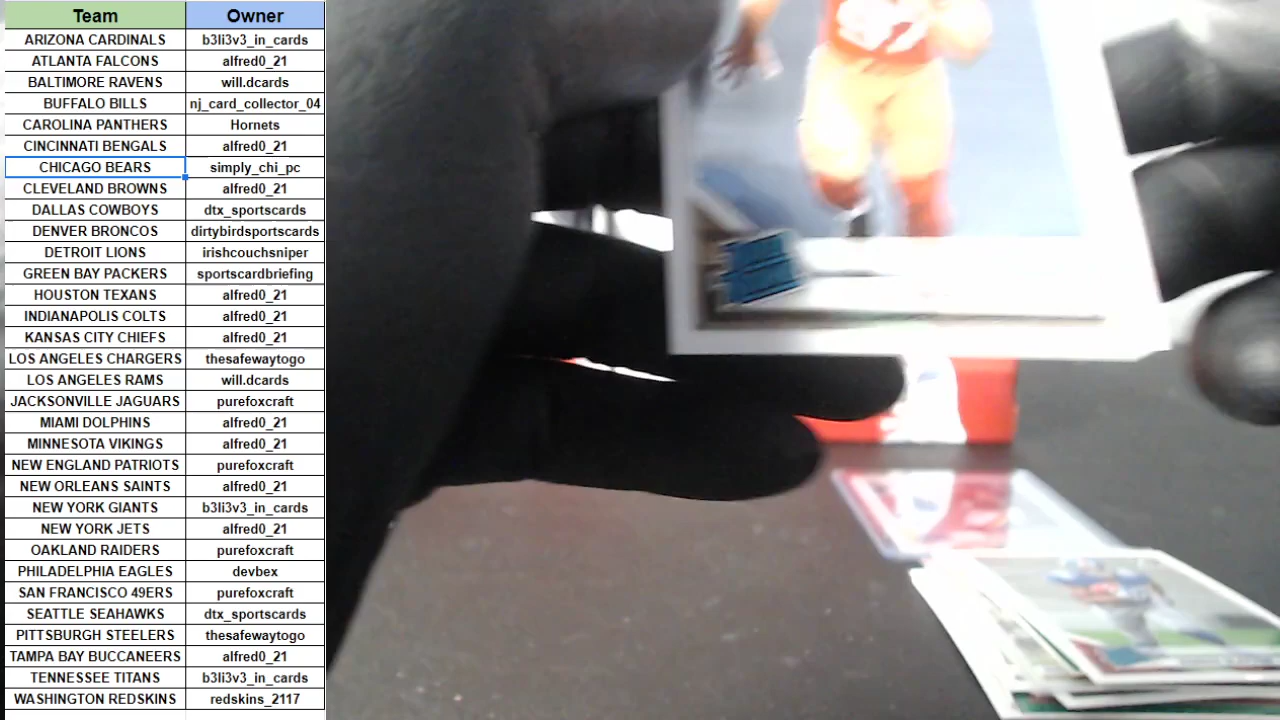 Team Owner
ARIZONA CARDINALS b3li3v3_in_cards
ATLANTA FALCONS alfred0_21
BALTIMORE RAVENS will.dcards
BUFFALO BILLS nj_card_collector_04
CAROLINA PANTHERS Hornets
CINCINNATI BENGALS alfred0_21
CHICAGO BEARS simply_chi_pc
CLEVELAND BROWNS alfred0_21
DALLAS COWBOYS dtx_sportscards
DENVER BRONCOS dirtybirdsportscards
DETROIT LIONS irishcouchsniper
GREEN BAY PACKERS sportscardbriefing
HOUSTON TEXANS alfred0_21
INDIANAPOLIS COLTS alfred0_21
KANSAS CITY CHIEFS alfred0_21
LOS ANGELES CHARGERS thesafewaytogo
LOS ANGELES RAMS will.dcards
JACKSONVILLE JAGUARS purefoxcraft
MIAMI DOLPHINS alfred0_21
MINNESOTA VIKINGS alfred0_21
NEW ENGLAND PATRIOTS purefoxcraft
NEW ORLEANS SAINTS alfred0_21
NEW YORK GIANTS b3li3v3_in_cards
NEW YORK JETS alfred0_21
OAKLAND RAIDERS purefoxcraft
PHILADELPHIA EAGLES devbex
SAN FRANCISCO 49ERS purefoxcraft
SEATTLE SEAHAWKS dtx_sportscards
PITTSBURGH STEELERS thesafewaytogo
TAMPA BAY BUCCANEERS alfred0_21
TENNESSEE TITANS b3li3v3_in_cards
WASHINGTON REDSKINS redskins_2117